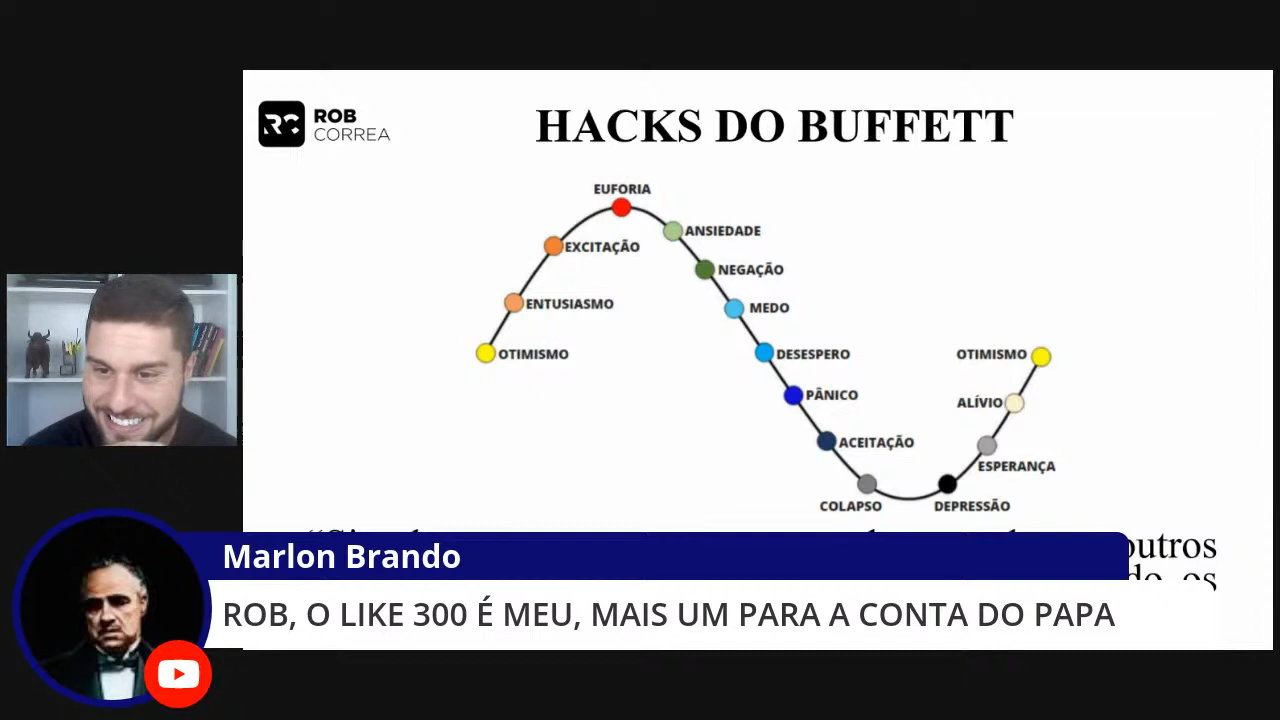 ROB
CORREA
HACKS DO BUFFETT
EUFORIA
ANSIEDADE
EXCITAÇÃO
NEGAÇÃO
ENTUSIASMO
MEDO
OTIMISMO
DESESPERO
OTIMISMO
PÂNICO
ALÍVIO
ACEITAÇÃO
ESPERANÇA
COLAPSO
DEPRESSÃO
outros
os
Marlon Brando
ROB, O LIKE 300 É MEU, MAIS UM PARA A CONTA DO PAPA